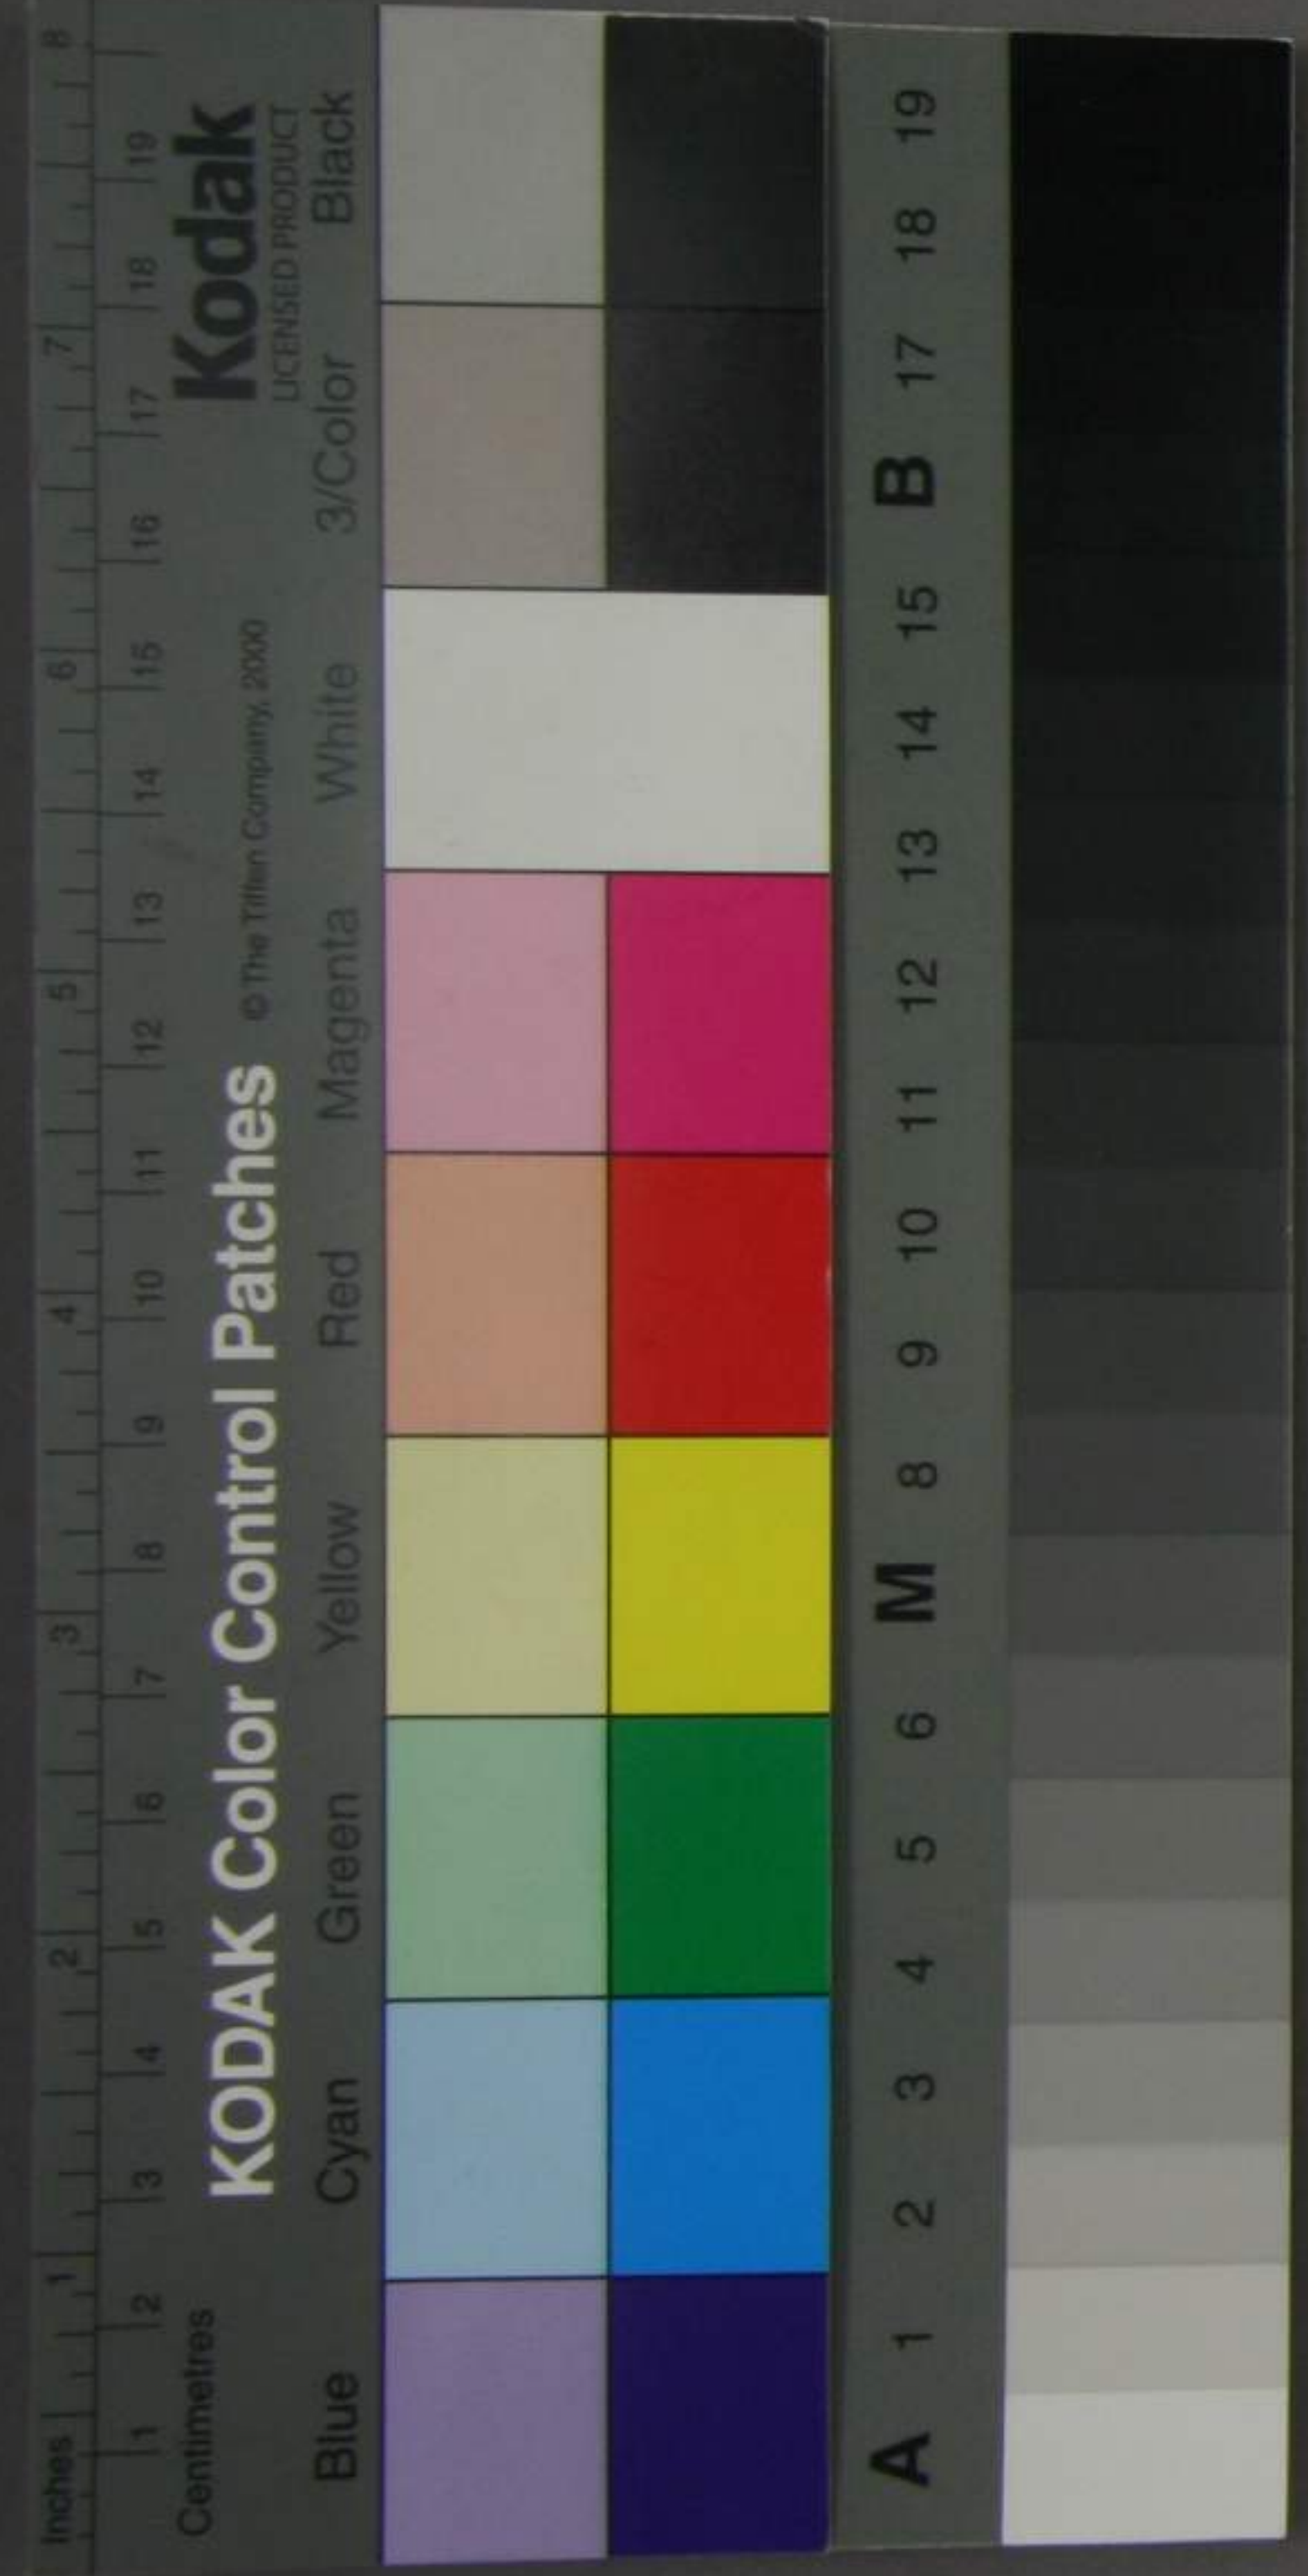 Inches 1 2 3 4 5 6 7 8
1 2 3 4 5 6 7 8 9 10 11 12 13 14 15 16 17 18 19
Centimetres
KODAK Color Control Patches © The Tiffen Company, 2000 Kodak
LICENSED PRODUCT
Blue Cyan Green Yellow Red Magenta White 3/Color Black
A 1 2 3 4 5 6 M 8 9 10 11 12 13 14 15 B 17 18 19